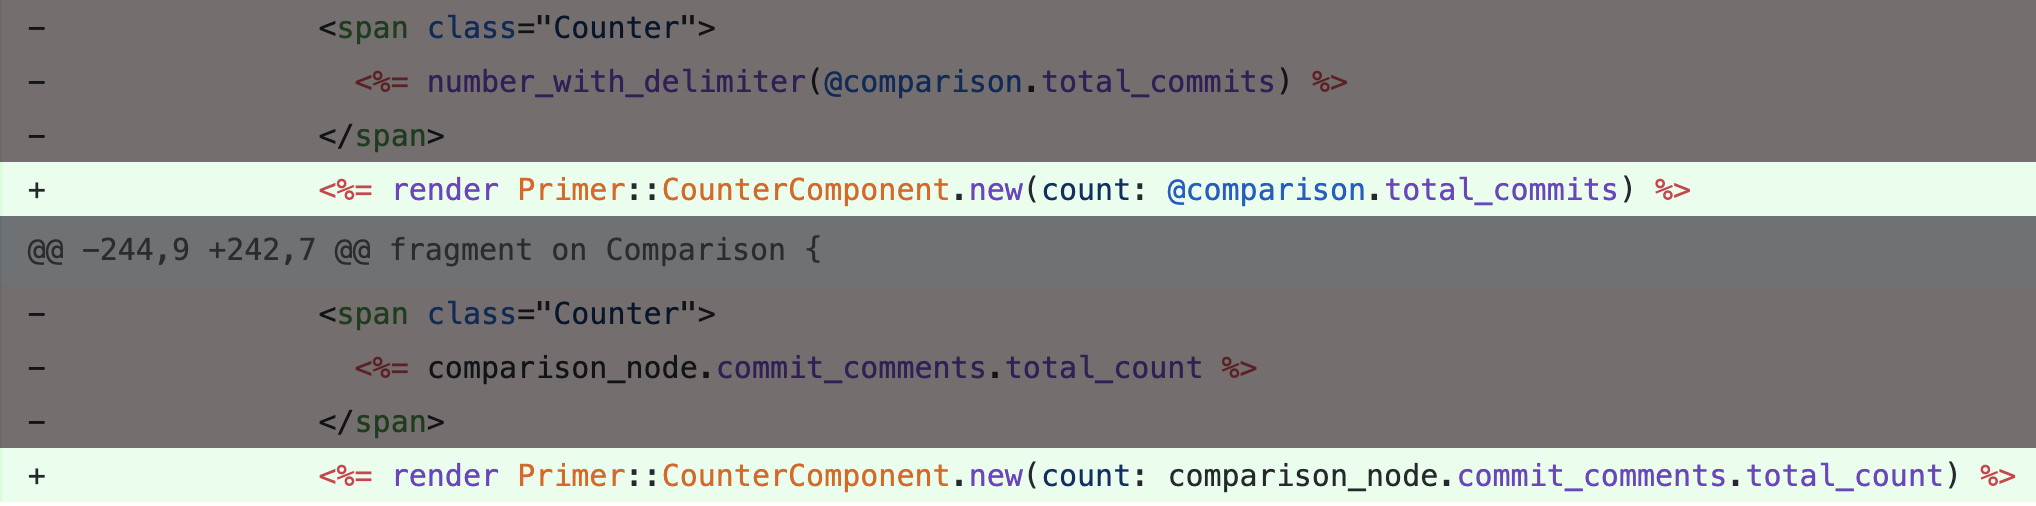 -               <span class="Counter">
-                 <%= number_with_delimiter(@comparison.total_commits) %>
-               </span>
+               <%= render Primer::CounterComponent.new(count: @comparison.total_commits) %>
@@ -244,9 +242,7 @@ fragment on Comparison {
-               <span class="Counter">
-                 <%= comparison_node.commit_comments.total_count %>
-               </span>
+               <%= render Primer::CounterComponent.new(count: comparison_node.commit_comments.total_count) %>